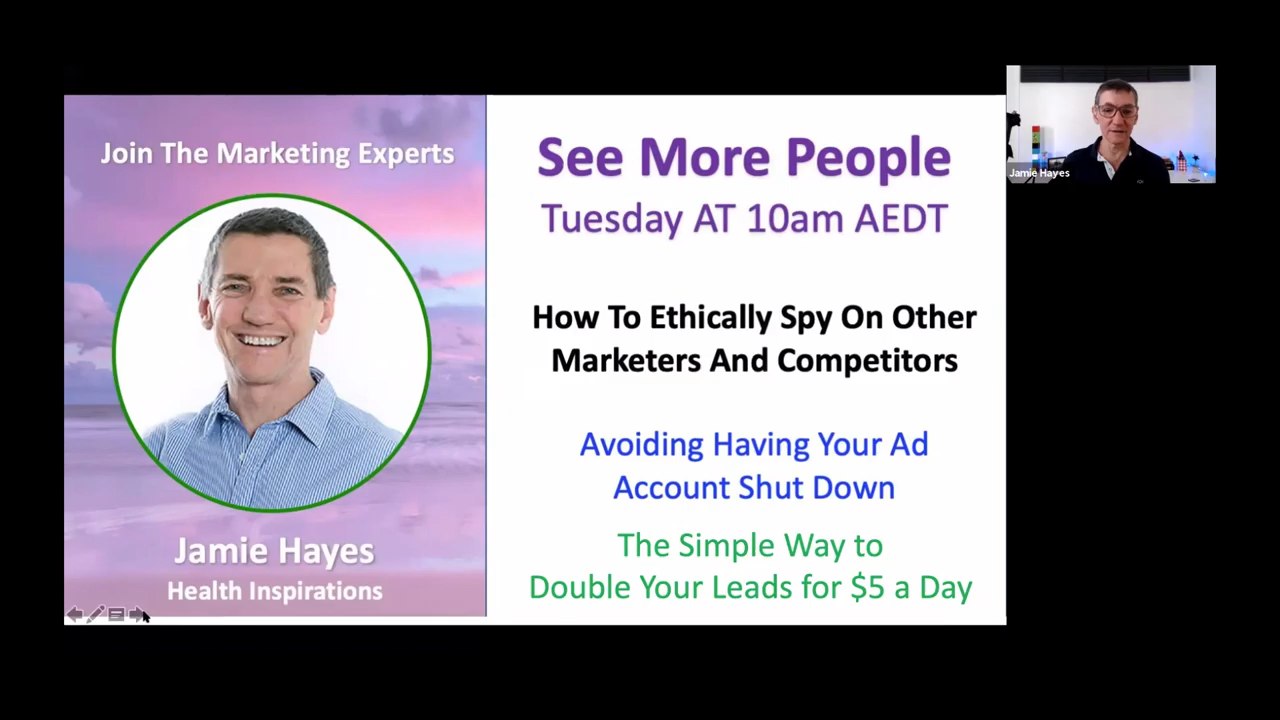 Join The Marketing Experts
Jamie Hayes
Health Inspirations
See More People
Tuesday AT 10am AEDT
How To Ethically Spy On Other
Marketers And Competitors
Avoiding Having Your Ad
Account Shut Down
The Simple Way to
Double Your Leads for $5 a Day
Jamie Hayes